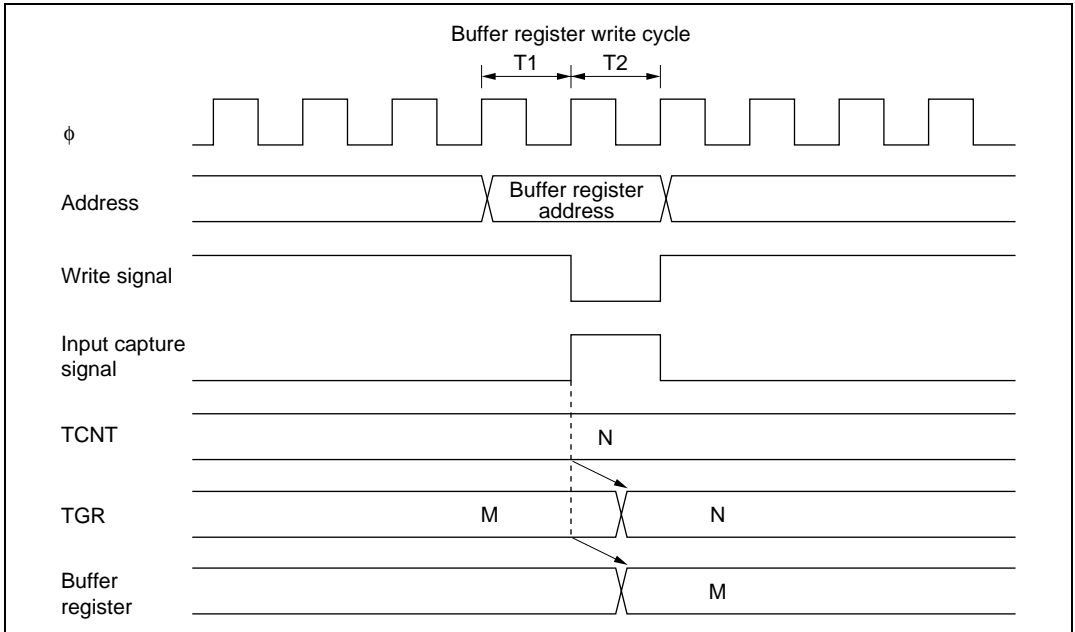 Buffer register write cycle
T1 T2
ϕ
Address
Buffer register
address
Write signal
Input capture
signal
TCNT
N
TGR
M
N
Buffer
register
M